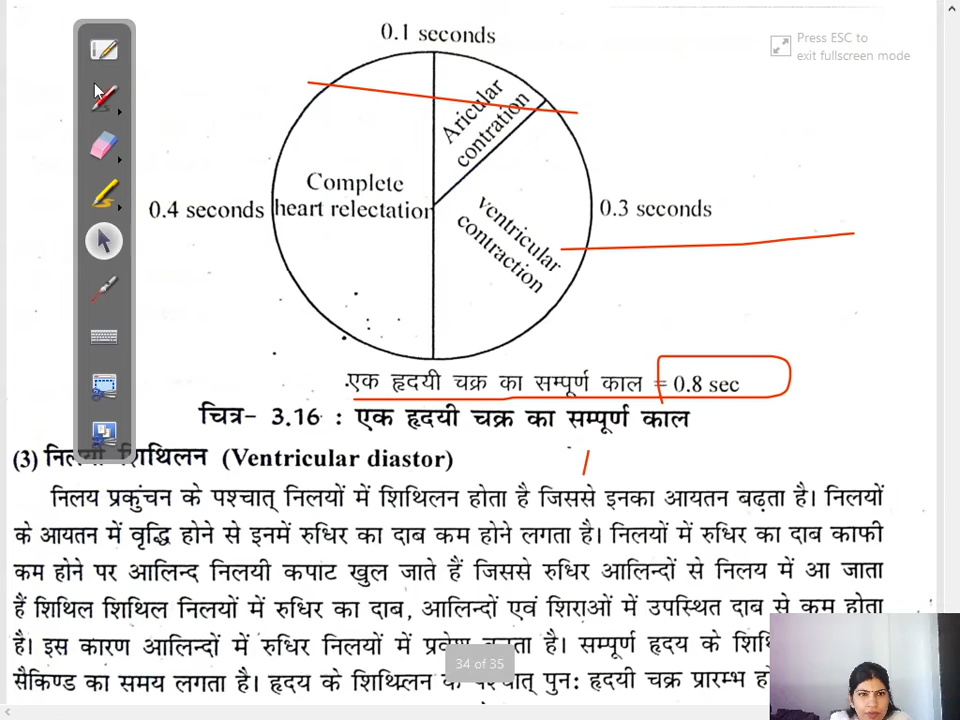 0.1 seconds
Press ESC to
exit fullscreen mode
Aricular
contration
Complete
heart relectation
0.4 seconds
ventricular
contraction
0.3 seconds
एक हृदयी चक्र का सम्पूर्ण काल = 0.8 sec
चित्र- 3.16 : एक हृदयी चक्र का सम्पूर्ण काल
(3) निलयी शिथिलन (Ventricular diastor)
निलय प्रकुंचन के पश्चात् निलयों में शिथिलन होता है जिससे इनका आयतन बढ़ता है। निलयों
के आयतन में वृद्धि होने से इनमें रुधिर का दाब कम होने लगता है। निलयों में रुधिर का दाब काफी
कम होने पर आलिन्द निलयी कपाट खुल जाते हैं जिससे रुधिर आलिन्दों से निलय में आ जाता
हैं शिथिल शिथिल निलयों में रुधिर का दाब, आलिन्दों एवं शिराओं में उपस्थित दाब से कम होता
है। इस कारण आलिन्दों में रुधिर निलयों में है। सम्पूर्ण हृदय के
34 of 35
सैकिण्ड का समय लगता है। हृदय के शिथिलन के पश्चात् पुन: हृदयी चक्र प्रारम्भ